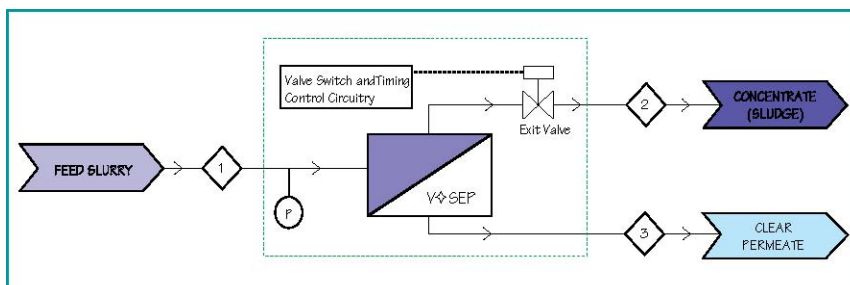 Valve Switch andTiming
Control Circuitry
Exit Valve
2
CONCENTRATE
(SLUDGE)
FEED SLURRY
1
P
V✧SEP
3
CLEAR
PERMEATE